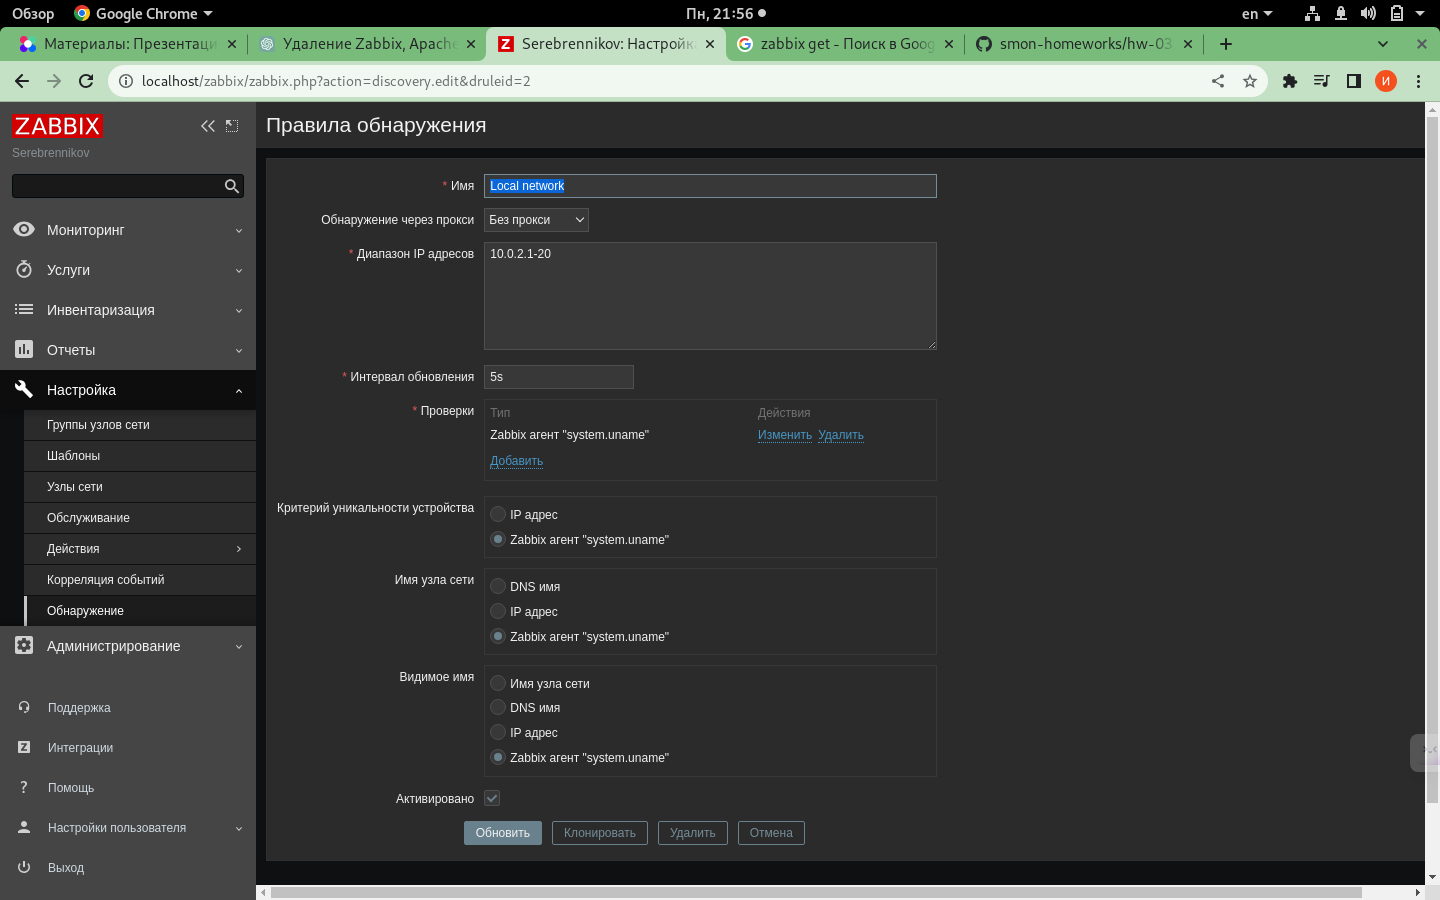 Обзор Google Chrome Пн, 21:56 en
Материалы: Презентаци Удаление Zabbix, Apache Serebrennikov: Настройк zabbix get - Поиск в Goog smon-homeworks/hw-03
localhost/zabbix/zabbix.php?action=discovery.edit&druleid=2 И
ZABBIX
Serebrennikov
Мониторинг
Услуги
Инвентаризация
Отчеты
Настройка
Группы узлов сети
Шаблоны
Узлы сети
Обслуживание
Действия
Корреляция событий
Обнаружение
Администрирование
Поддержка
Z Интеграции
? Помощь
Настройки пользователя
Выход
Правила обнаружения
* Имя Local network
Обнаружение через прокси Без прокси
* Диапазон IP адресов 10.0.2.1-20
* Интервал обновления 5s
* Проверки Тип Действия
Zabbix агент "system.uname" Изменить Удалить
Добавить
Критерий уникальности устройства
IP адрес
Zabbix агент "system.uname"
Имя узла сети
DNS имя
IP адрес
Zabbix агент "system.uname"
Видимое имя
Имя узла сети
DNS имя
IP адрес
Zabbix агент "system.uname"
Активировано
Обновить Клонировать Удалить Отмена